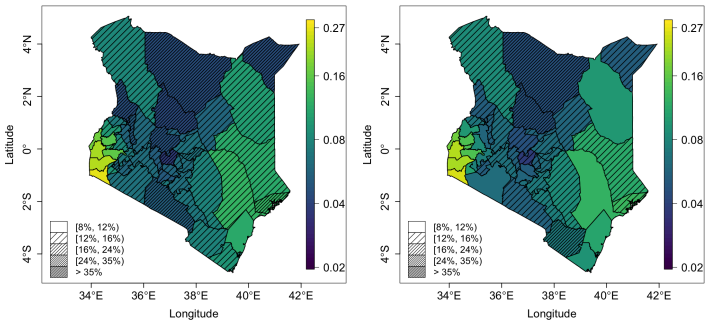 4°N
2°N
0°
2°S
4°S
Latitude
34°E
36°E
38°E
40°E
42°E
Longitude
[8%, 12%)
[12%, 16%)
[16%, 24%)
[24%, 35%)
> 35%
0.27
0.16
0.08
0.04
0.02
4°N
2°N
0°
2°S
4°S
Latitude
34°E
36°E
38°E
40°E
42°E
Longitude
[8%, 12%)
[12%, 16%)
[16%, 24%)
[24%, 35%)
> 35%
0.27
0.16
0.08
0.04
0.02